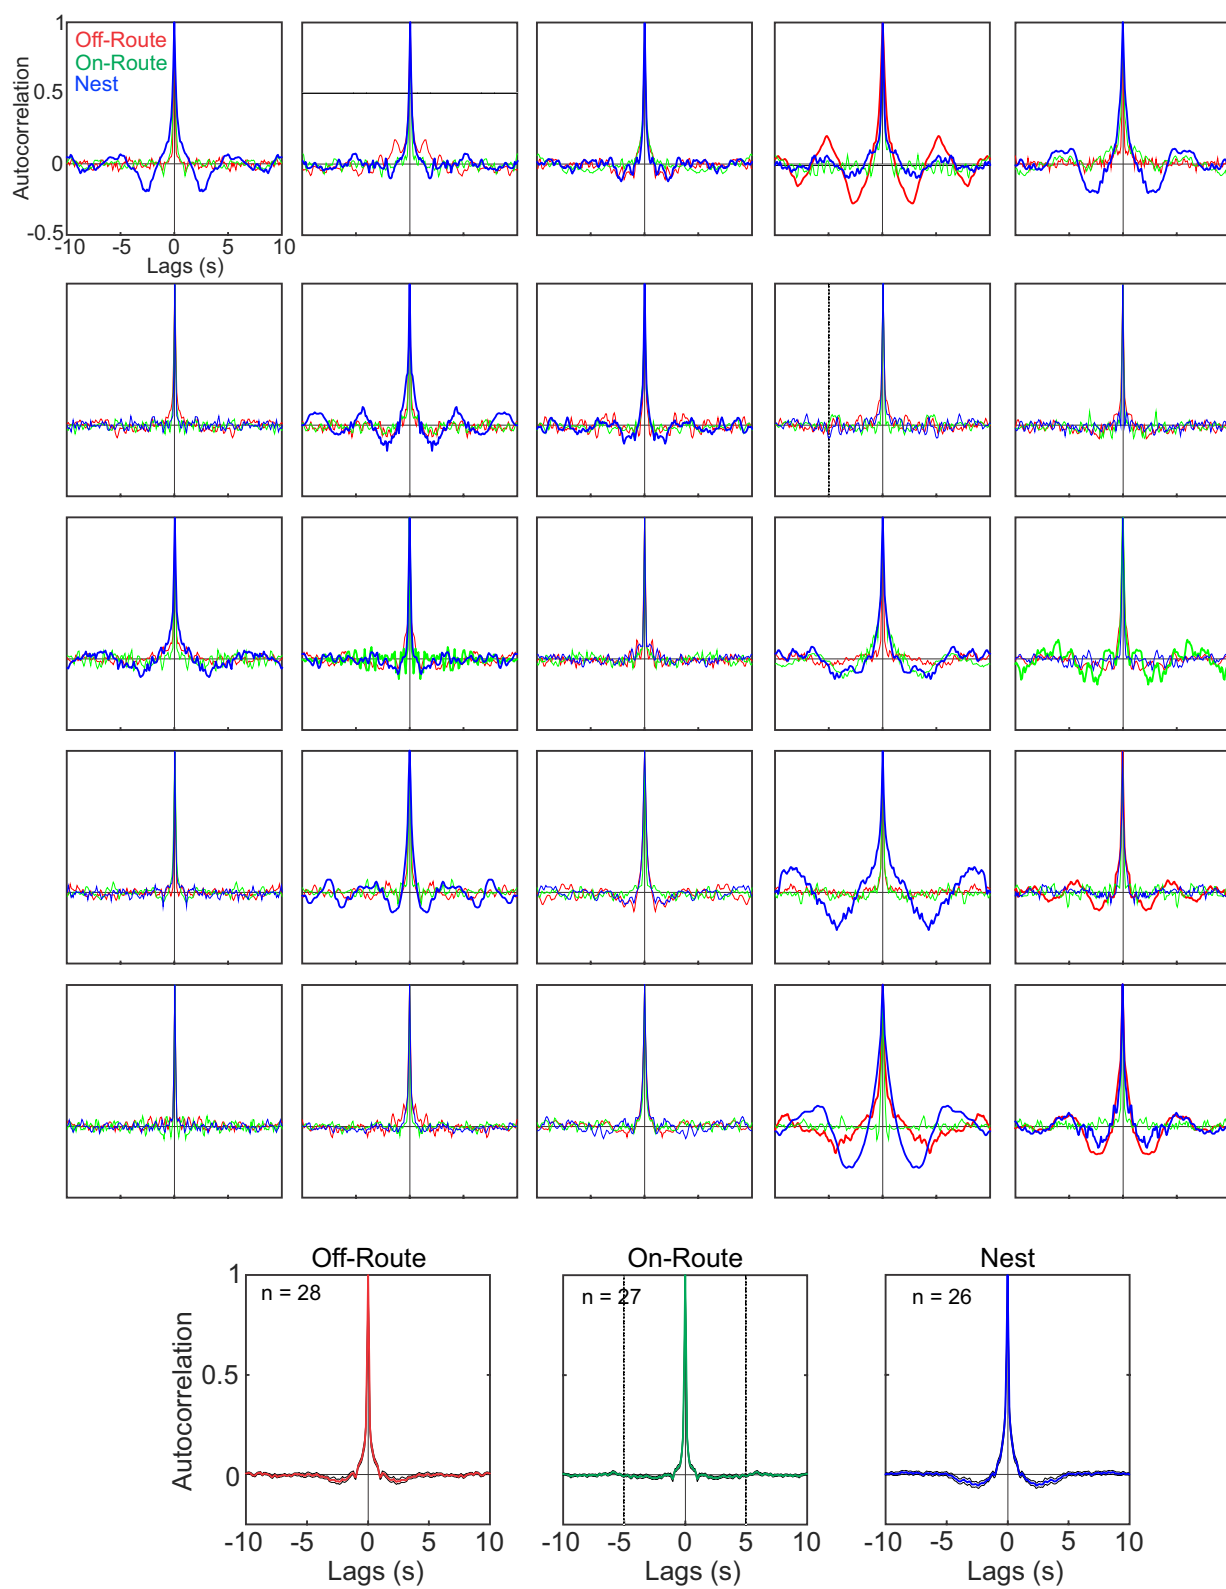 1
Off-Route
On-Route
Nest
0.5
0
-0.5
Autocorrelation
-10 -5 0 5 10
Lags (s)
Off-Route On-Route Nest
1
n = 28 n = 27 n = 26
0.5
0
Autocorrelation
-10 -5 0 5 10 -10 -5 0 5 10 -10 -5 0 5 10
Lags (s) Lags (s) Lags (s)